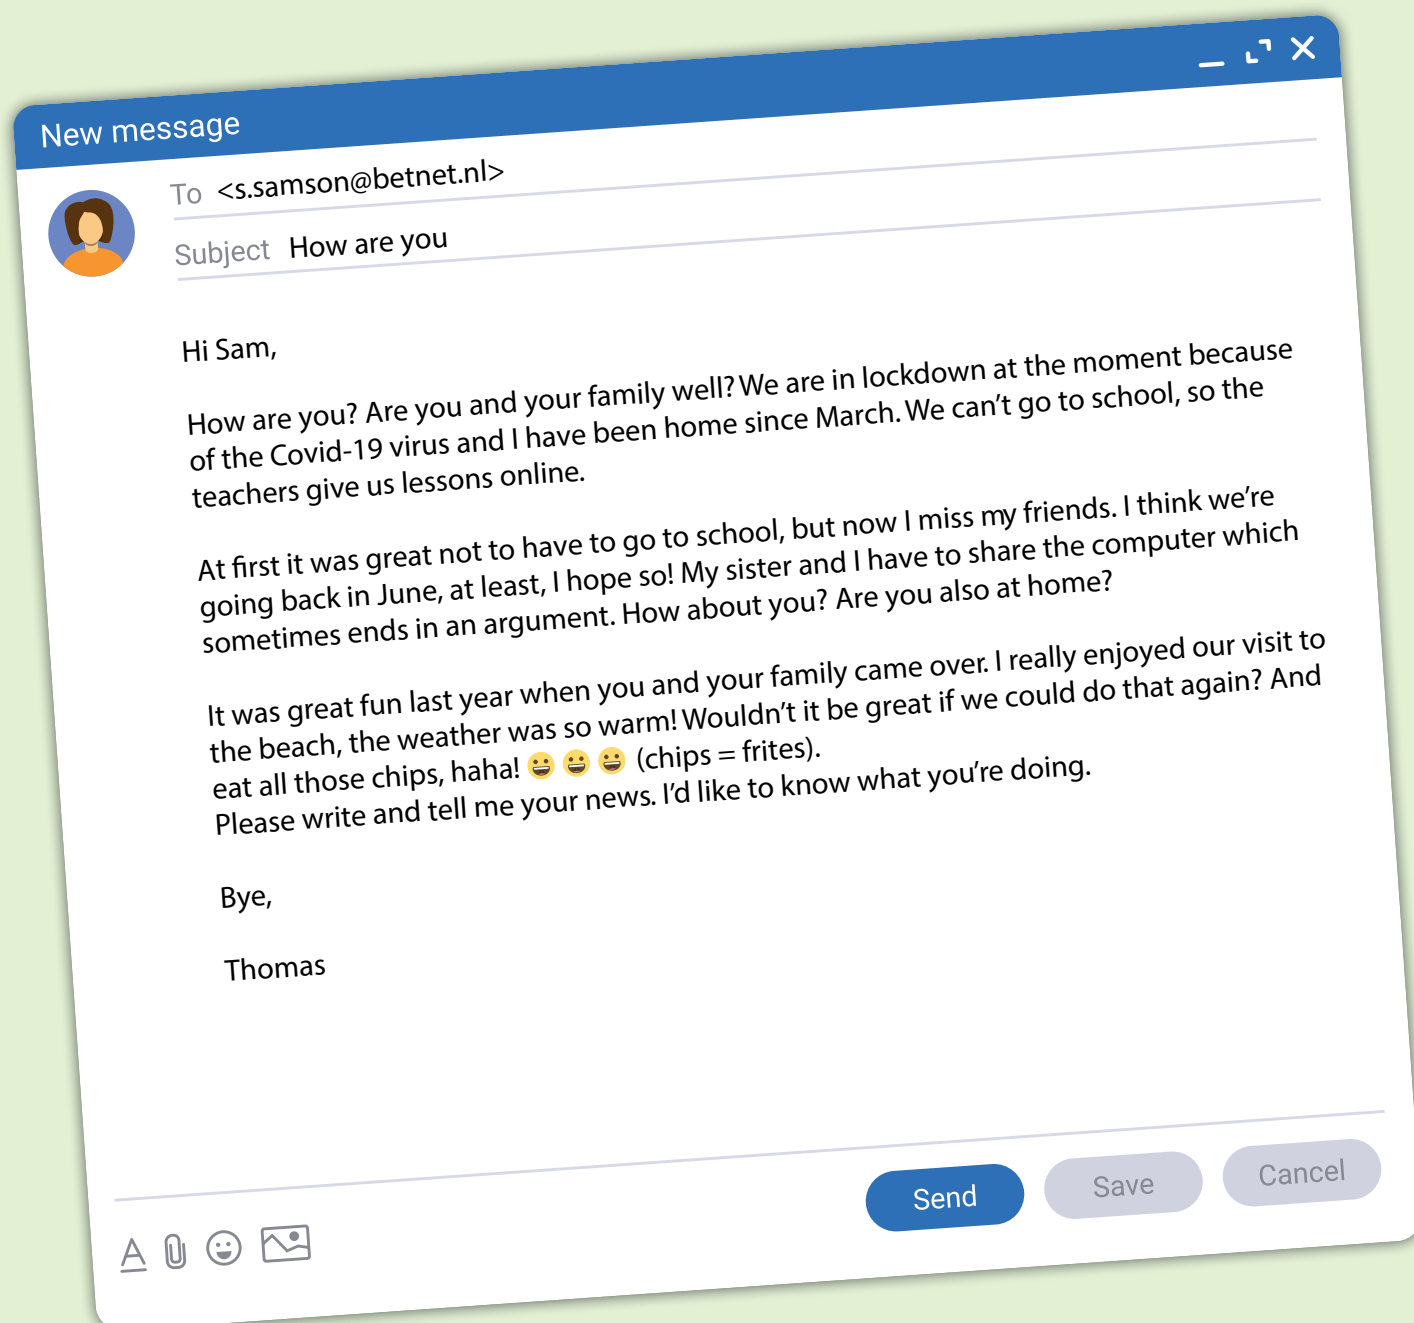 New message
To <s.samson@betnet.nl>
Subject How are you
Hi Sam,
How are you? Are you and your family well? We are in lockdown at the moment because
of the Covid-19 virus and I have been home since March. We can't go to school, so the
teachers give us lessons online.
At first it was great not to have to go to school, but now I miss my friends. I think we're
going back in June, at least, I hope so! My sister and I have to share the computer which
sometimes ends in an argument. How about you? Are you also at home?
It was great fun last year when you and your family came over. I really enjoyed our visit to
the beach, the weather was so warm! Wouldn't it be great if we could do that again? And
eat all those chips, haha! 😀 😀 😀 (chips = frites).
Please write and tell me your news. I'd like to know what you're doing.
Bye,
Thomas
Send Save Cancel
A